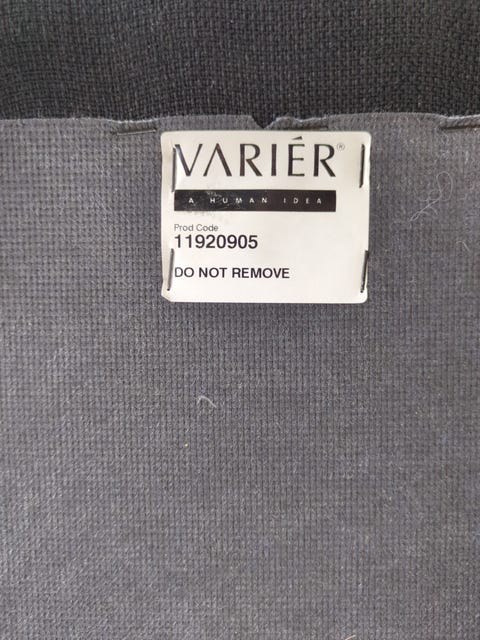 VARIÉR®
A HUMAN IDEA
Prod Code
11920905
DO NOT REMOVE